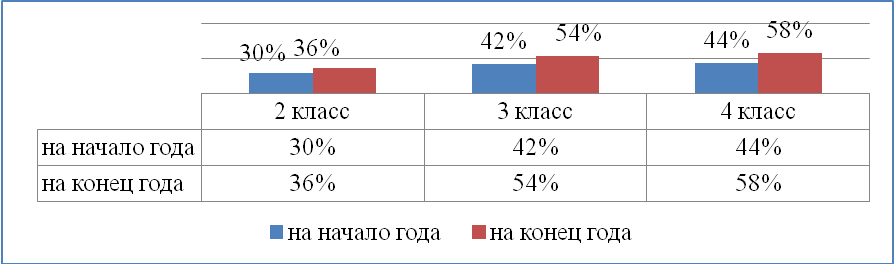 30% 36% 42% 54% 44% 58%
2 класс 3 класс 4 класс
на начало года 30% 42% 44%
на конец года 36% 54% 58%
на начало года на конец года